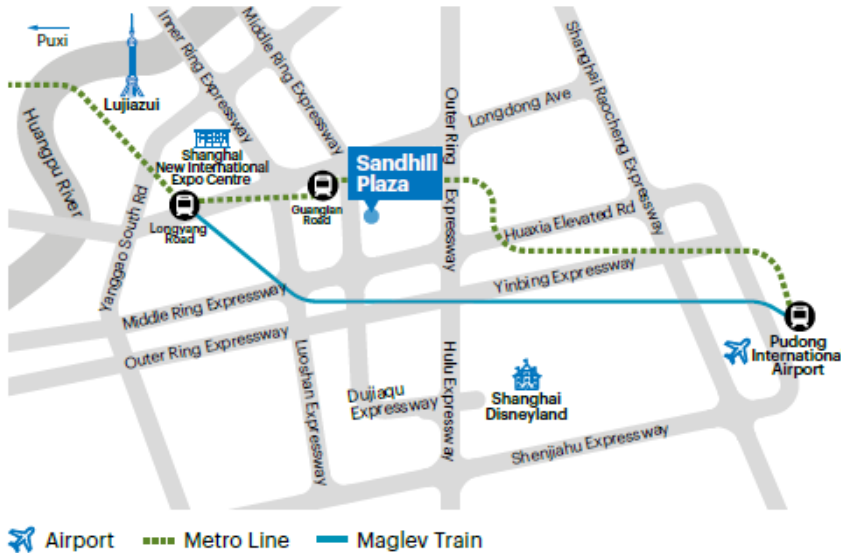 Puxi
Lujiazui
Huangpu River
Inner Ring Expressway
Middle Ring Expressway
Shanghai
New International
Expo Centre
Outer Ring Expressway
Longdong Ave
Shanghai Raocheng Expressway
Sandhill
Plaza
Guanglan
Road
Longyang
Road
Yanggao South Rd
Huaxia Elevated Rd
Yinbing Expressway
Middle Ring Expressway
Outer Ring Expressway
Luoshan Expressway
Hulu Expressway
Dujiaqu
Expressway
Shanghai
Disneyland
Shenjiahu Expressway
Pudong
Internationa
Airport
Airport
Metro Line
Maglev Train